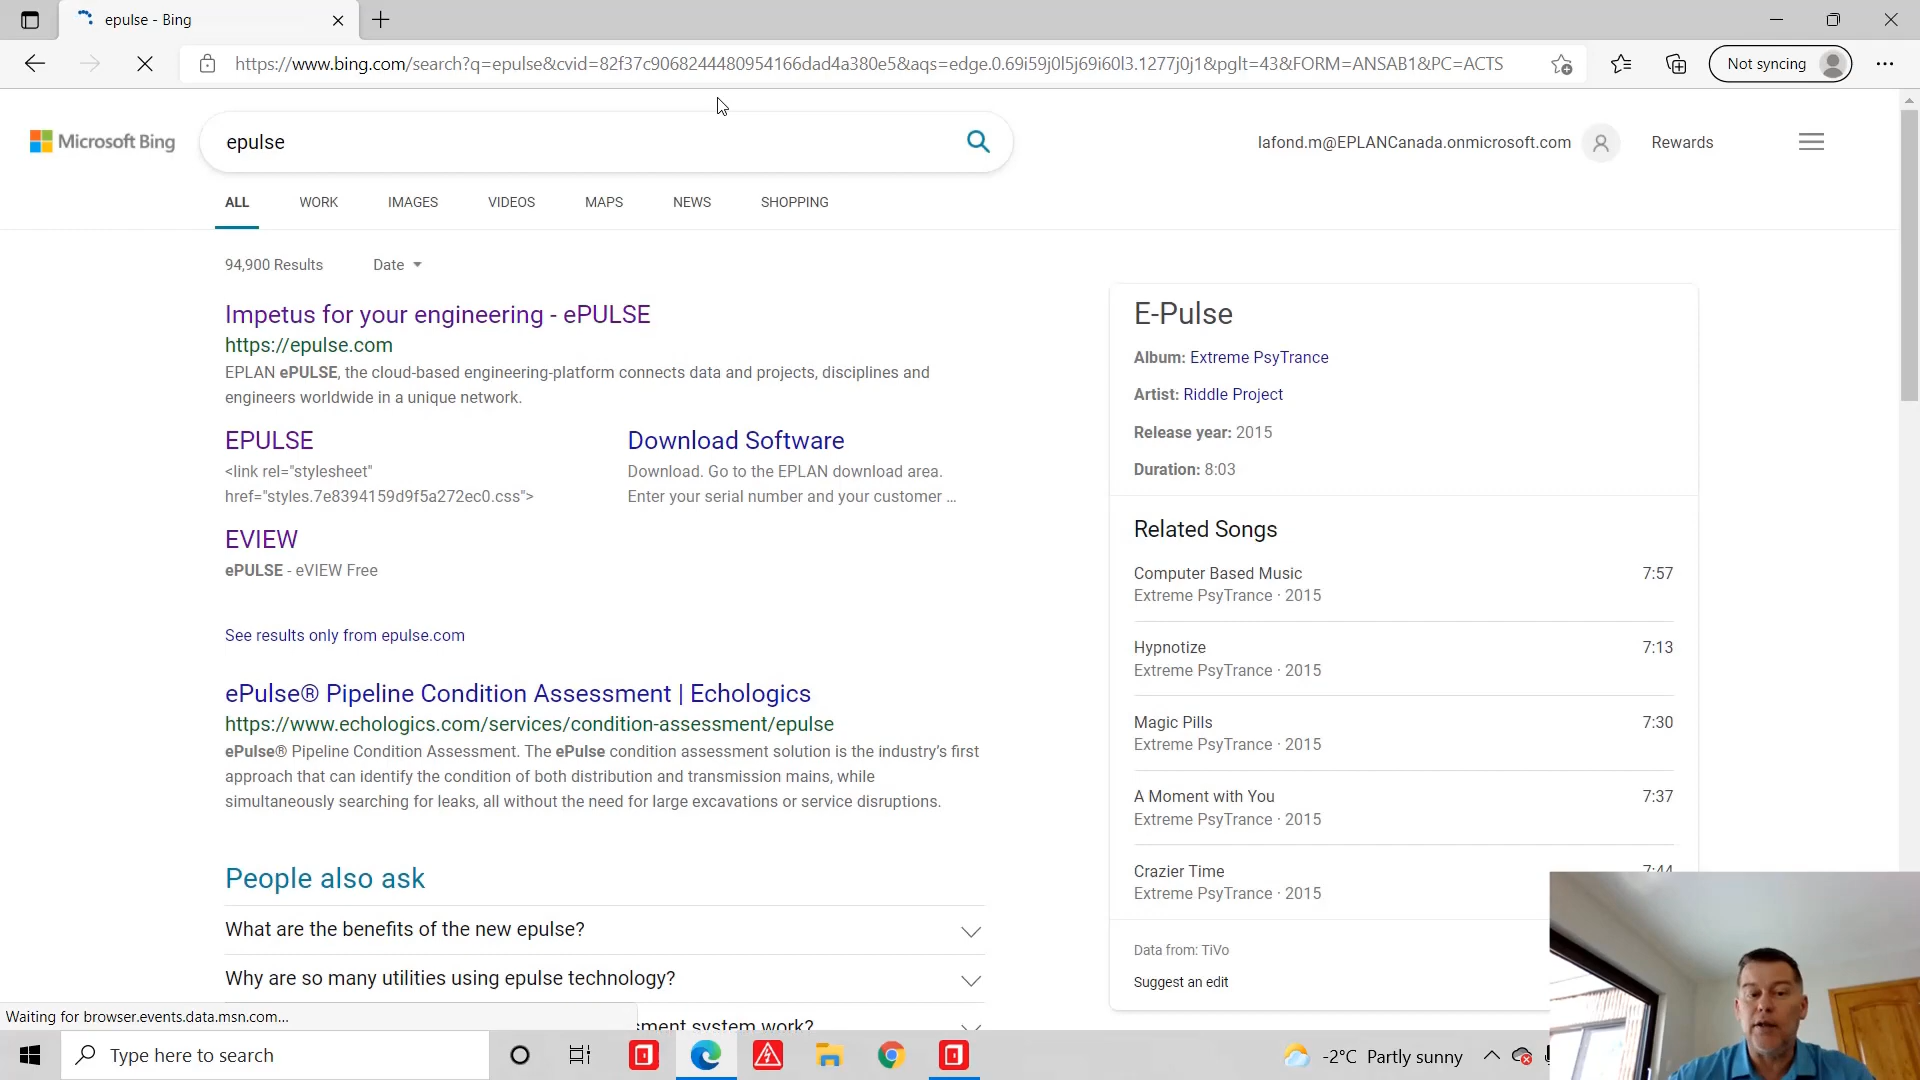 epulse - Bing
https://www.bing.com/search?q=epulse&cvid=82f37c9068244480954166dad4a380e5&aqs=edge.0.69i59j0l5j69i60l3.1277j0j1&pglt=43&FORM=ANSAB1&PC=ACTS
Not syncing
Microsoft Bing
epulse
lafond.m@EPLANCanada.onmicrosoft.com
Rewards
ALL WORK IMAGES VIDEOS MAPS NEWS SHOPPING
94,900 Results
Date
Impetus for your engineering - ePULSE
https://epulse.com
EPLAN ePULSE, the cloud-based engineering-platform connects data and projects, disciplines and
engineers worldwide in a unique network.
EPULSE
<link rel="stylesheet"
href="styles.7e8394159d9f5a272ec0.css">
Download Software
Download. Go to the EPLAN download area.
Enter your serial number and your customer ...
EVIEW
ePULSE - eVIEW Free
See results only from epulse.com
ePulse® Pipeline Condition Assessment | Echologics
https://www.echologics.com/services/condition-assessment/epulse
ePulse® Pipeline Condition Assessment. The ePulse condition assessment solution is the industry's first
approach that can identify the condition of both distribution and transmission mains, while
simultaneously searching for leaks, all without the need for large excavations or service disruptions.
People also ask
What are the benefits of the new epulse?
Why are so many utilities using epulse technology?
system work?
E-Pulse
Album: Extreme PsyTrance
Artist: Riddle Project
Release year: 2015
Duration: 8:03
Related Songs
Computer Based Music 7:57
Extreme PsyTrance · 2015
Hypnotize 7:13
Extreme PsyTrance · 2015
Magic Pills 7:30
Extreme PsyTrance · 2015
A Moment with You 7:37
Extreme PsyTrance · 2015
Crazier Time 7:44
Extreme PsyTrance · 2015
Data from: TiVo
Suggest an edit
Waiting for browser.events.data.msn.com...
Type here to search
-2°C Partly sunny